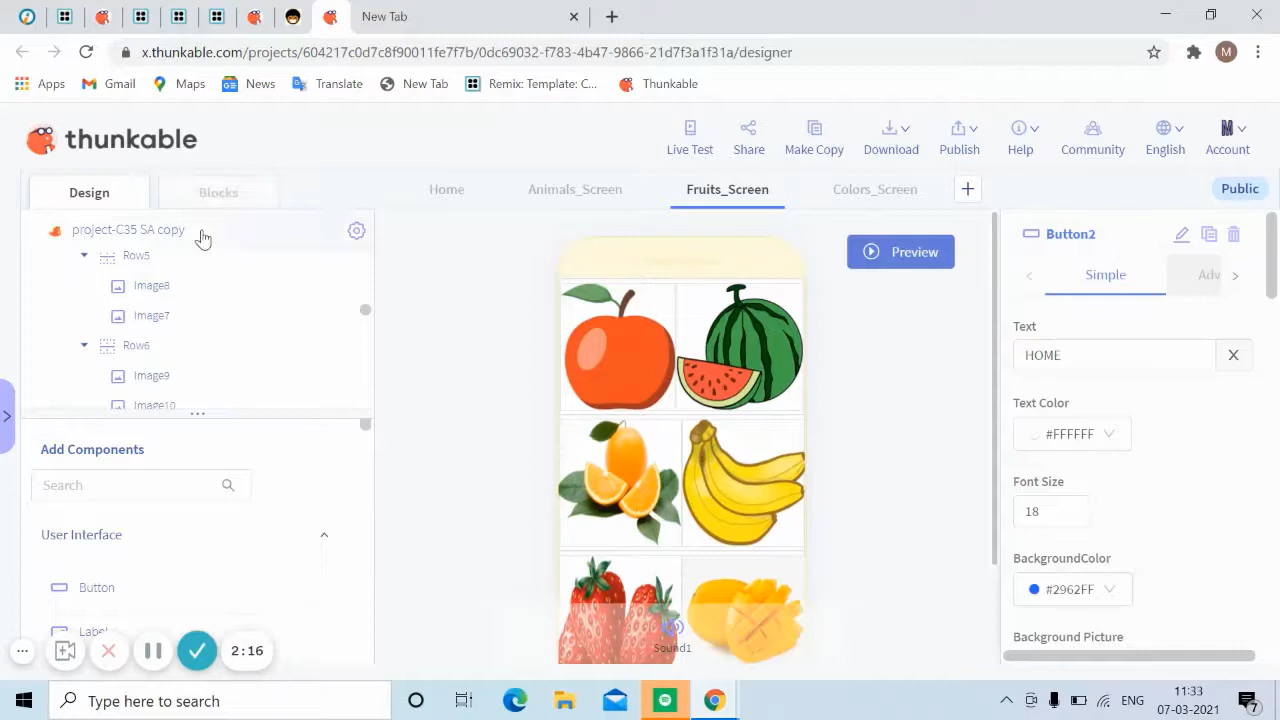 New Tab
x.thunkable.com/projects/604217c0d7c8f90011fe7f7b/0dc69032-f783-4b47-9866-21d7f3a1f31a/designer
M
Apps
Gmail
Maps
News
Translate
New Tab
Remix: Template: C...
Thunkable
thunkable
Live Test
Share
Make Copy
Download
Publish
Help
Community
English
Account
Design
Blocks
Home
Animals_Screen
Fruits_Screen
Colors_Screen
Public
project-C35 SA copy
Row5
Image8
Image7
Row6
Image9
Image10
Add Components
Search
User Interface
Button
Label
2:16
Preview
Sound1
Button2
Simple
Adv
Text
HOME
X
Text Color
#FFFFFF
Font Size
18
BackgroundColor
#2962FF
Background Picture
Type here to search
ENG
11:33
07-03-2021
7